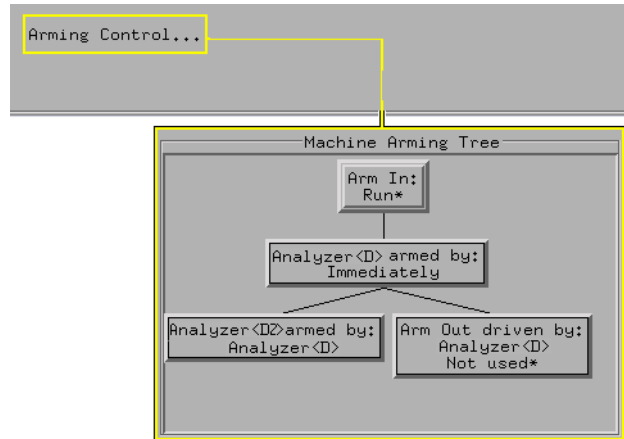 Arming Control...
Machine Arming Tree
Arm In:
Run*
Analyzer<D> armed by:
Immediately
Analyzer<D2>armed by:
Analyzer<D>
Arm Out driven by:
Analyzer<D>
Not used*